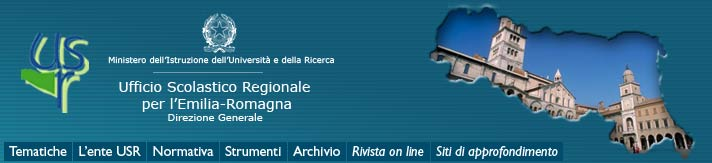 USR
Ministero dell'Istruzione dell'Università e della Ricerca
Ufficio Scolastico Regionale
per l'Emilia-Romagna
Direzione Generale
Tematiche L'ente USR Normativa Strumenti Archivio Rivista on line Siti di approfondimento